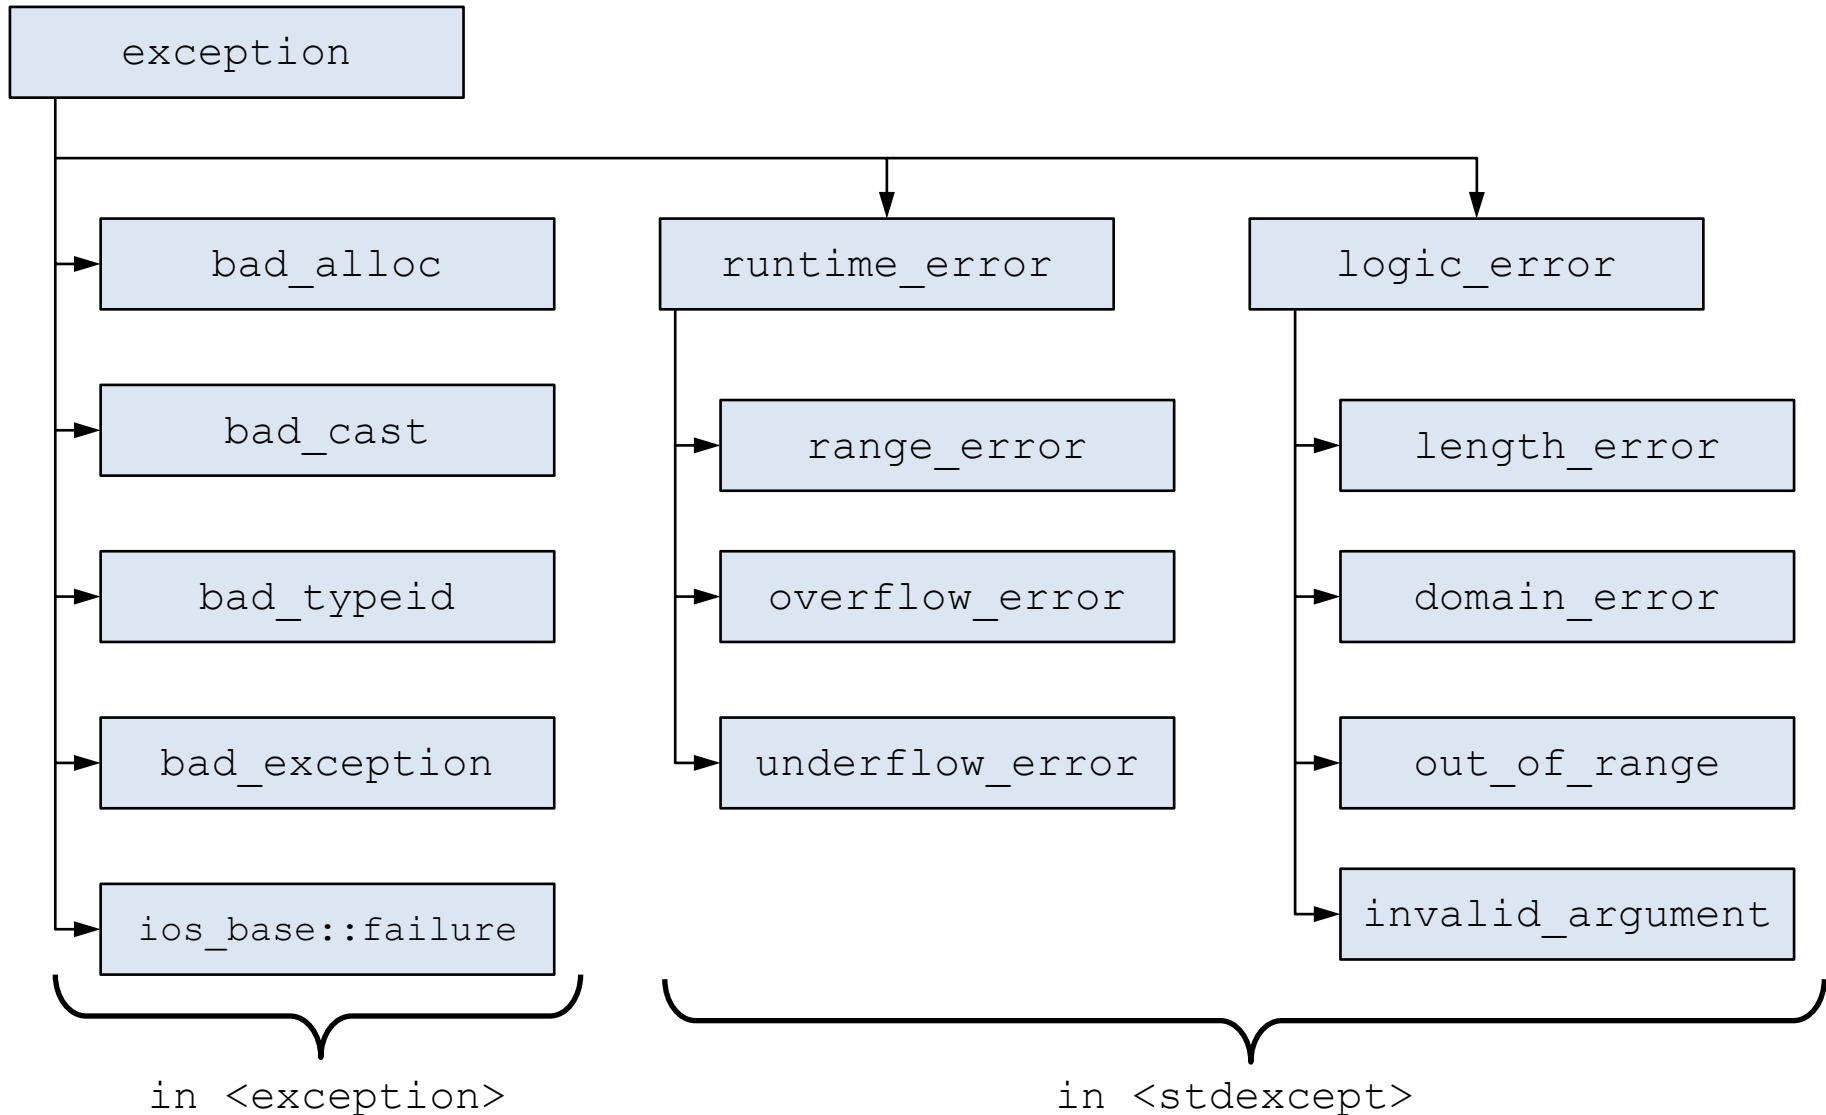 exception
bad_alloc
bad_cast
bad_typeid
bad_exception
ios_base::failure
in <exception>
runtime_error
range_error
overflow_error
underflow_error
logic_error
length_error
domain_error
out_of_range
invalid_argument
in <stdexcept>